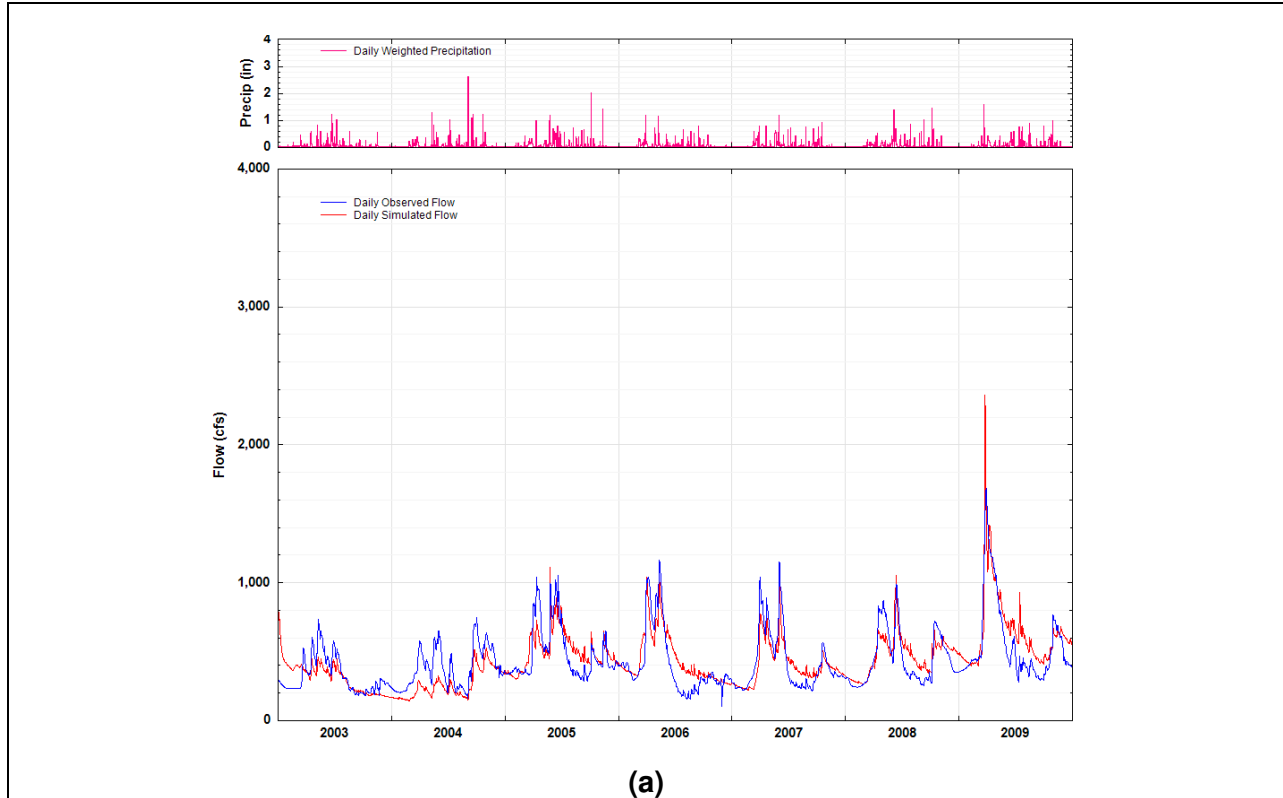 4
3
2
1
0
Precip (in)
Daily Weighted Precipitation
4,000
3,000
2,000
1,000
0
Flow (cfs)
Daily Observed Flow
Daily Simulated Flow
2003 2004 2005 2006 2007 2008 2009
(a)